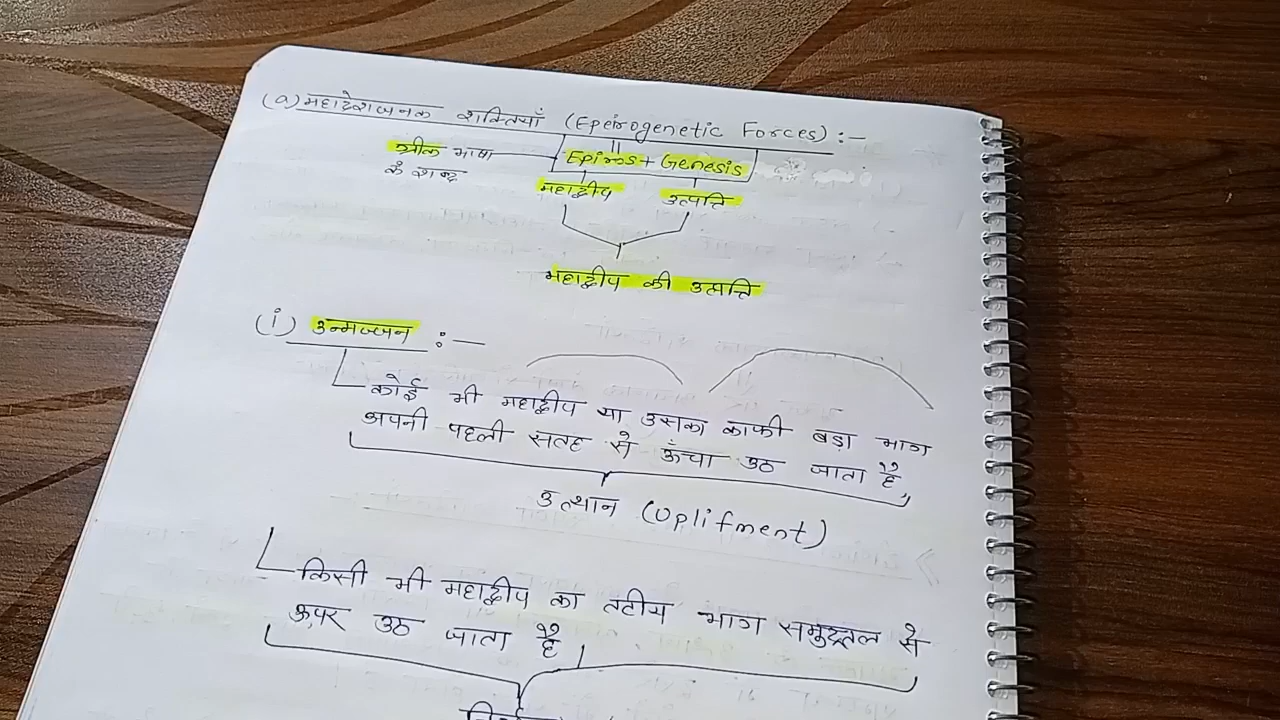 (a) महादेशजनक शक्तियाँ (Epeirogenetic Forces) :-
ग्रीक भाषा के शब्द
Epiros + Genesis
महाद्वीप उत्पत्ति
महाद्वीप की उत्पत्ति
(i) उन्मज्जन :-
कोई भी महाद्वीप या उसका काफी बड़ा भाग
अपनी पहली सतह से ऊँचा उठ जाता है,
उत्थान (Uplifment)
किसी भी महाद्वीप का तटीय भाग समुद्रतल से
ऊपर उठ जाता है